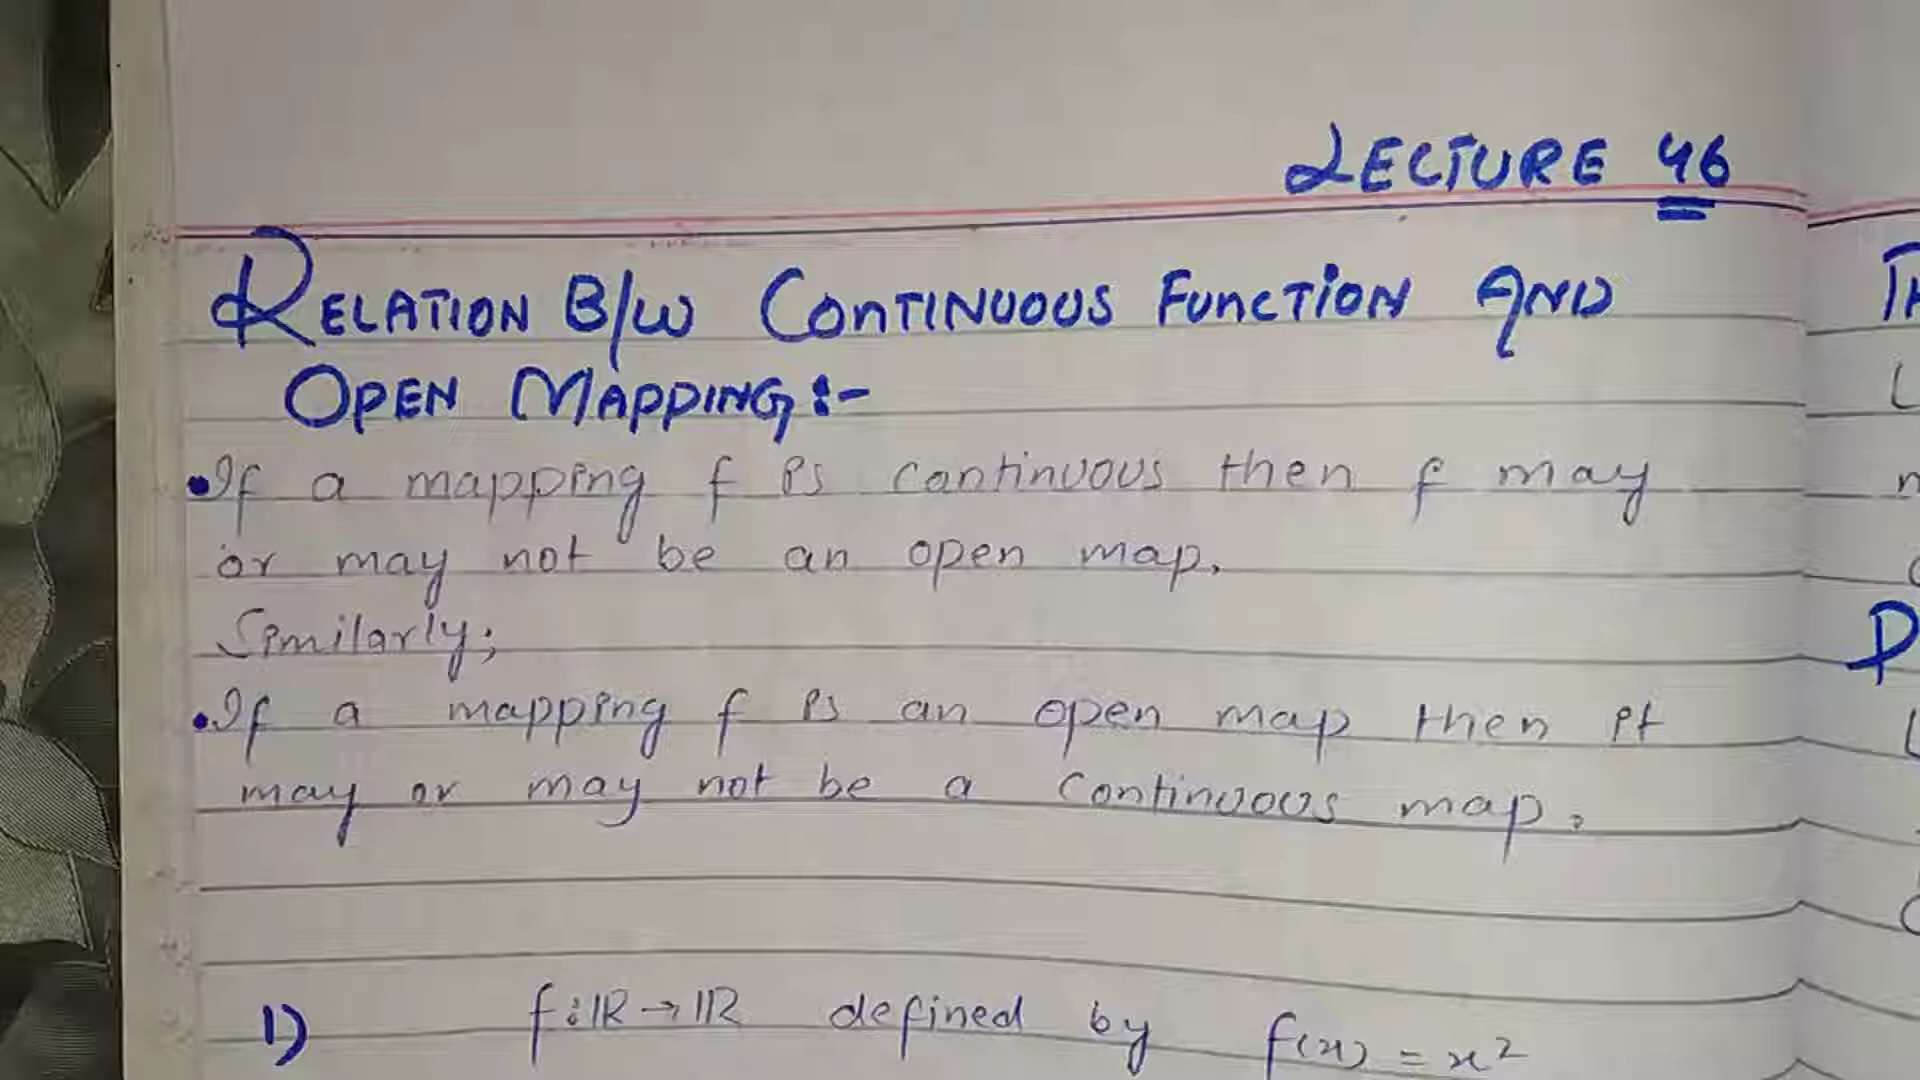 LECTURE 46
RELATION B/W CONTINUOUS FUNCTION AND
OPEN MAPPING:-
•If a mapping f is continuous then f may
or may not be an open map.
Similarly;
•If a mapping f is an open map then it
may or may not be a continuous map.
1) f:ℝ→ℝ defined by f(x) = x²